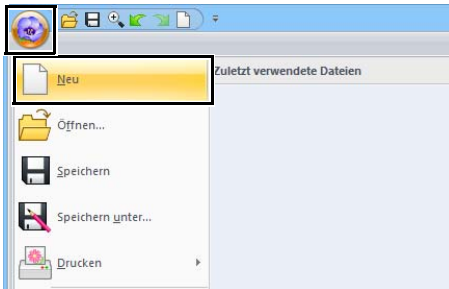 Zuletzt verwendete Dateien
Neu
Öffnen...
Speichern
Speichern unter...
Drucken